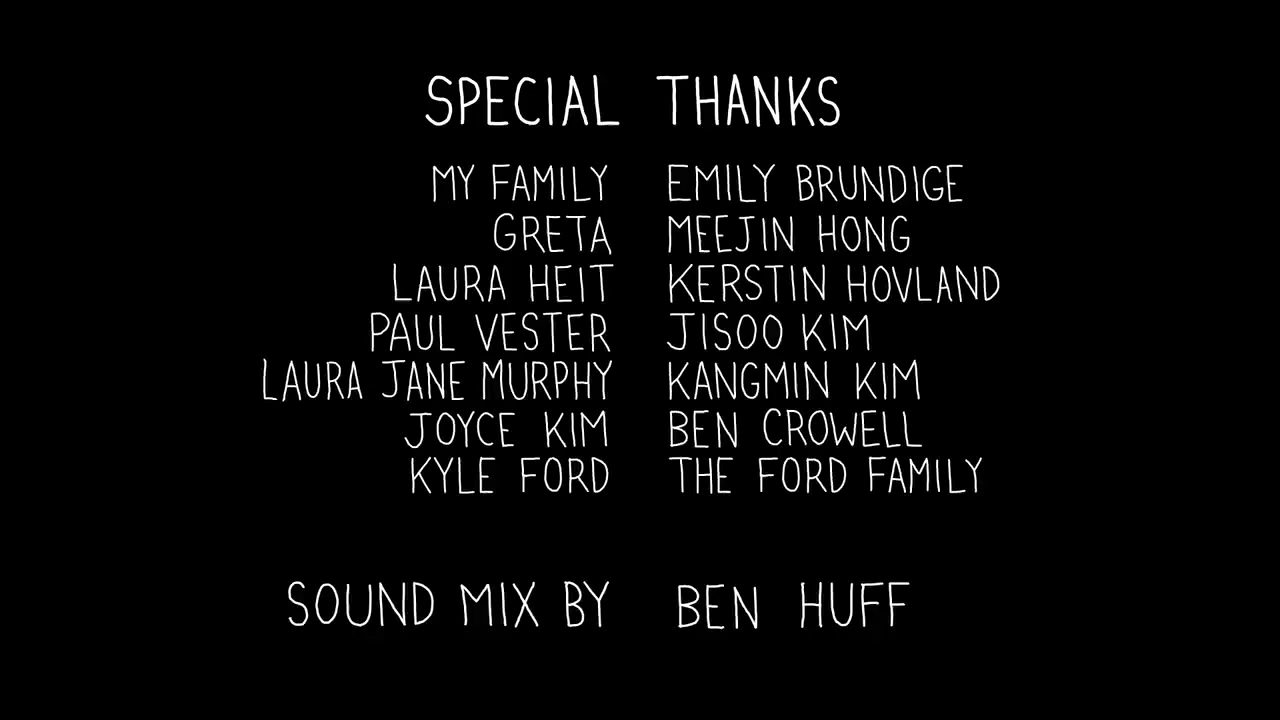 SPECIAL THANKS
MY FAMILY EMILY BRUNDIGE
GRETA MEEJIN HONG
LAURA HEIT KERSTIN HOVLAND
PAUL VESTER JISOO KIM
LAURA JANE MURPHY KANGMIN KIM
JOYCE KIM BEN CROWELL
KYLE FORD THE FORD FAMILY
SOUND MIX BY BEN HUFF